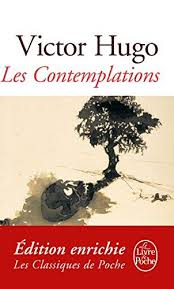 Victor Hugo
Les Contemplations
Édition enrichie
Les Classiques de Poche
Le
Livre
de
Poche